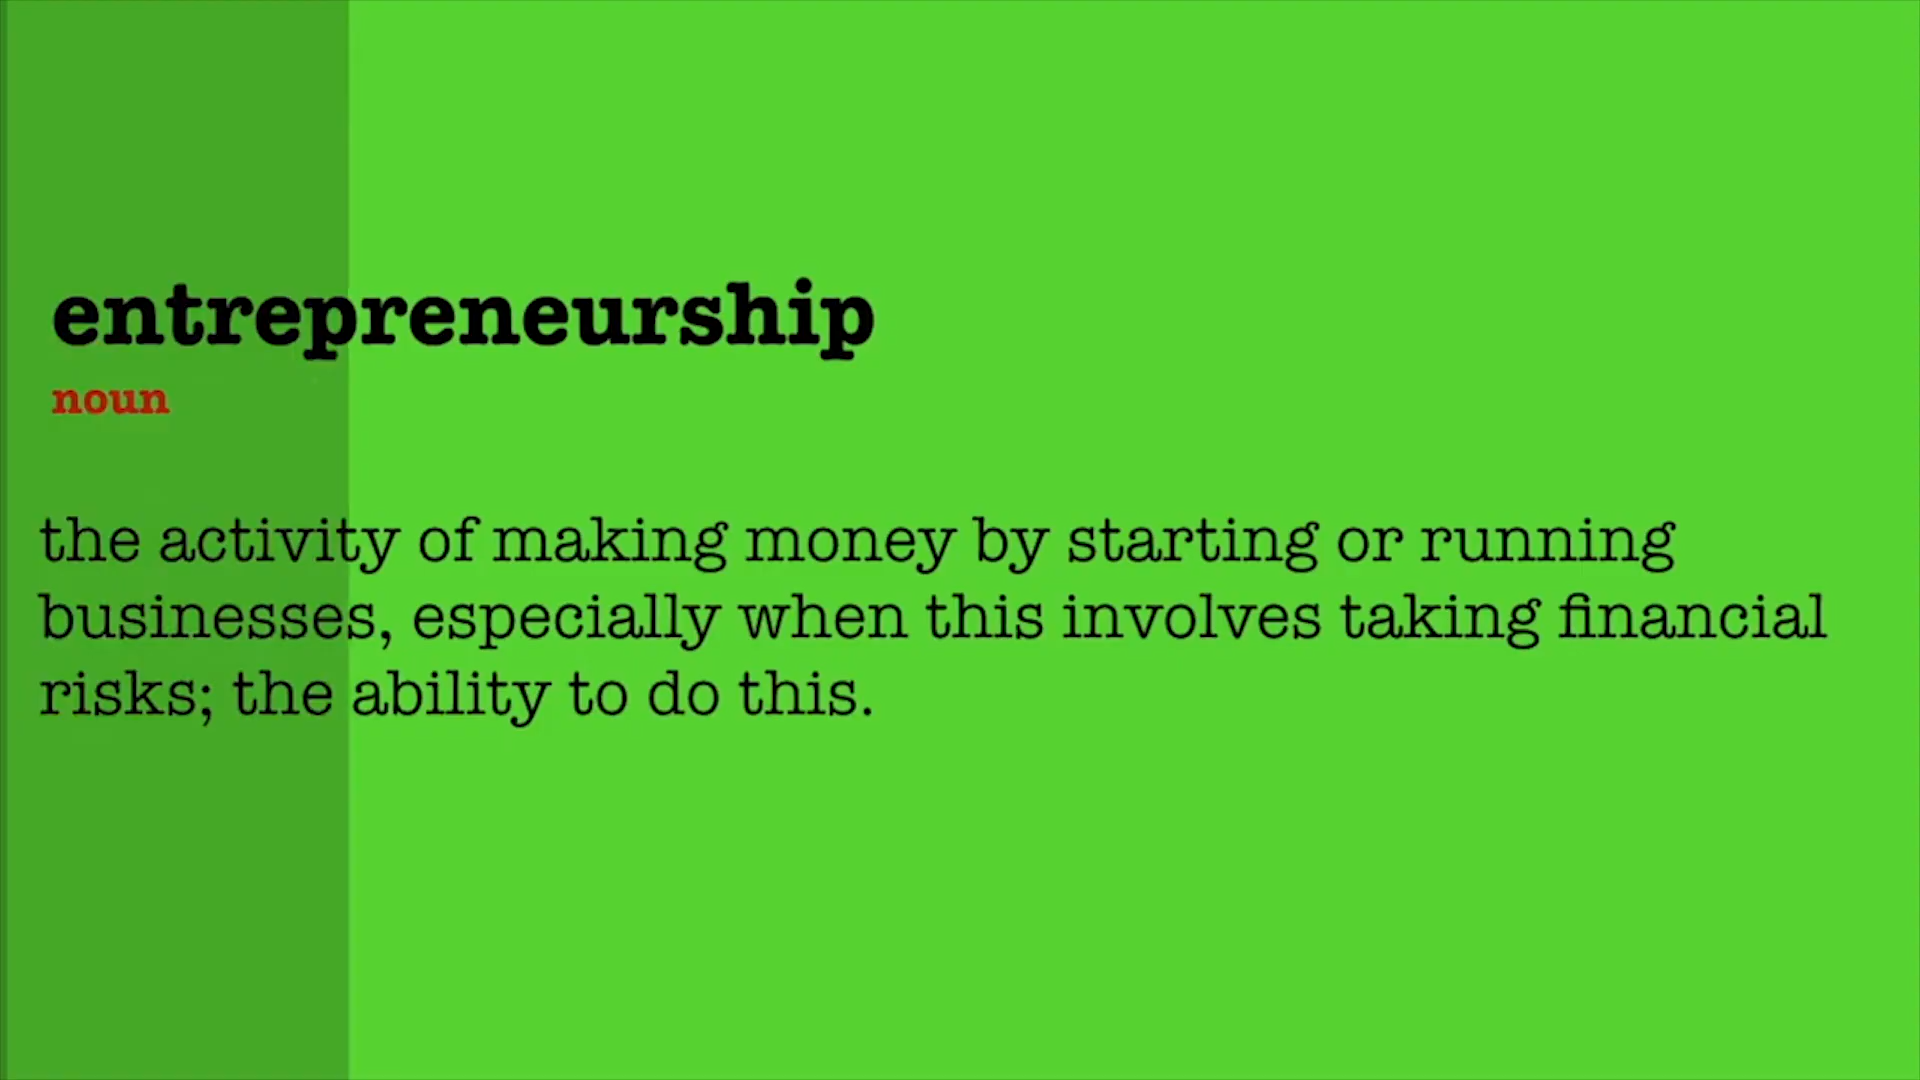 entrepreneurship
noun
the activity of making money by starting or running
businesses, especially when this involves taking financial
risks; the ability to do this.